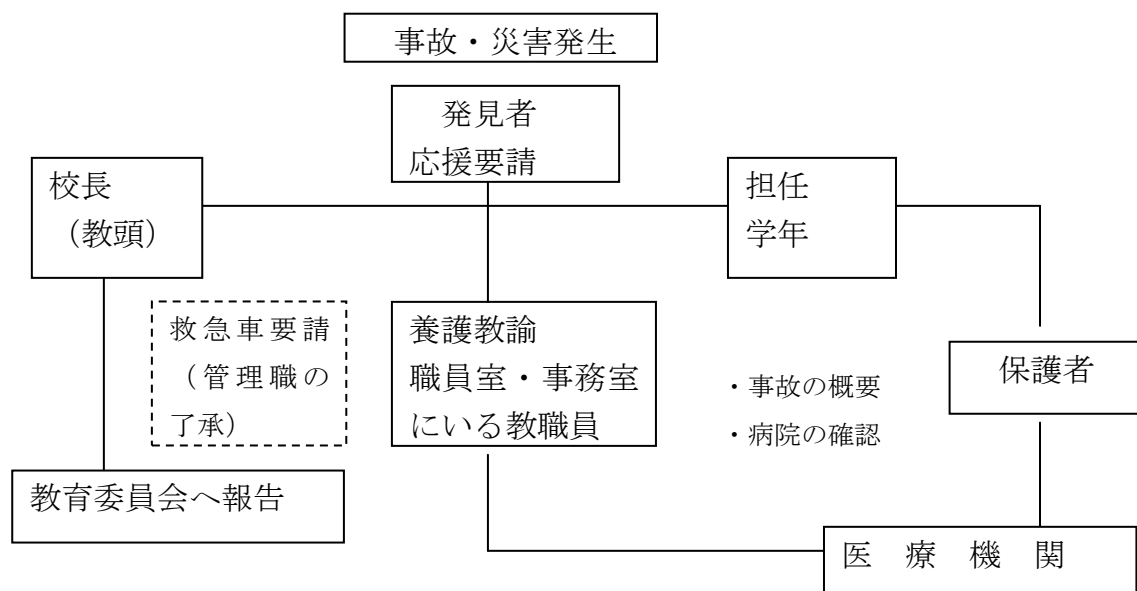 事故・災害発生
発見者
応援要請
校長
（教頭）
担任
学年
救急車要請
（管理職の
了承）
養護教諭
職員室・事務室
にいる教職員
・事故の概要
・病院の確認
保護者
教育委員会へ報告
医 療 機 関